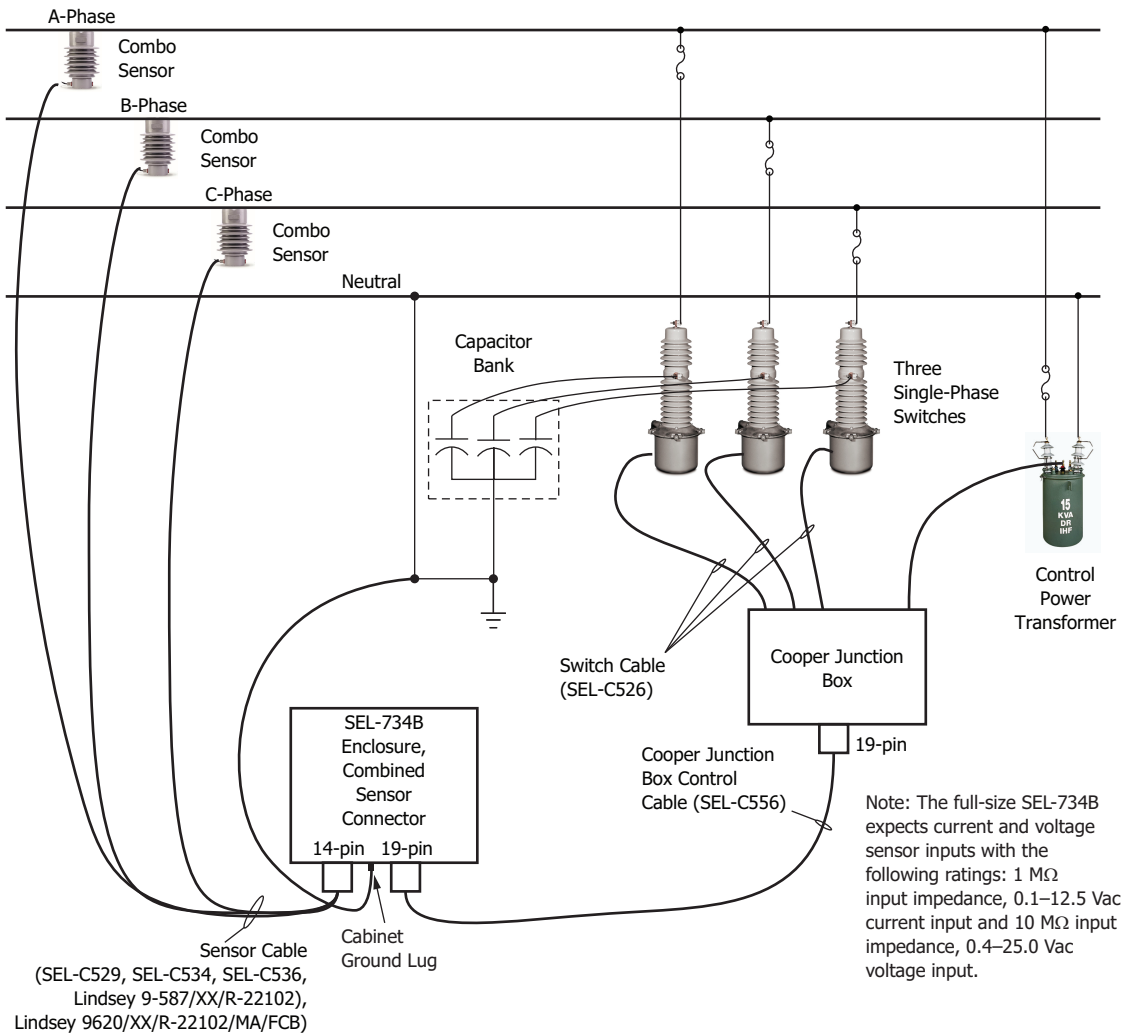 A-Phase
Combo
Sensor
B-Phase
Combo
Sensor
C-Phase
Combo
Sensor
Neutral
Capacitor
Bank
Three
Single-Phase
Switches
15
KVA
DR
IHF
Control
Power
Transformer
Switch Cable
(SEL-C526)
Cooper Junction
Box
19-pin
Cooper Junction
Box Control
Cable (SEL-C556)
SEL-734B
Enclosure,
Combined
Sensor
Connector
14-pin 19-pin
Cabinet
Ground Lug
Sensor Cable
(SEL-C529, SEL-C534, SEL-C536,
Lindsey 9-587/XX/R-22102),
Lindsey 9620/XX/R-22102/MA/FCB)
Note: The full-size SEL-734B
expects current and voltage
sensor inputs with the
following ratings: 1 MΩ
input impedance, 0.1–12.5 Vac
current input and 10 MΩ input
impedance, 0.4–25.0 Vac
voltage input.